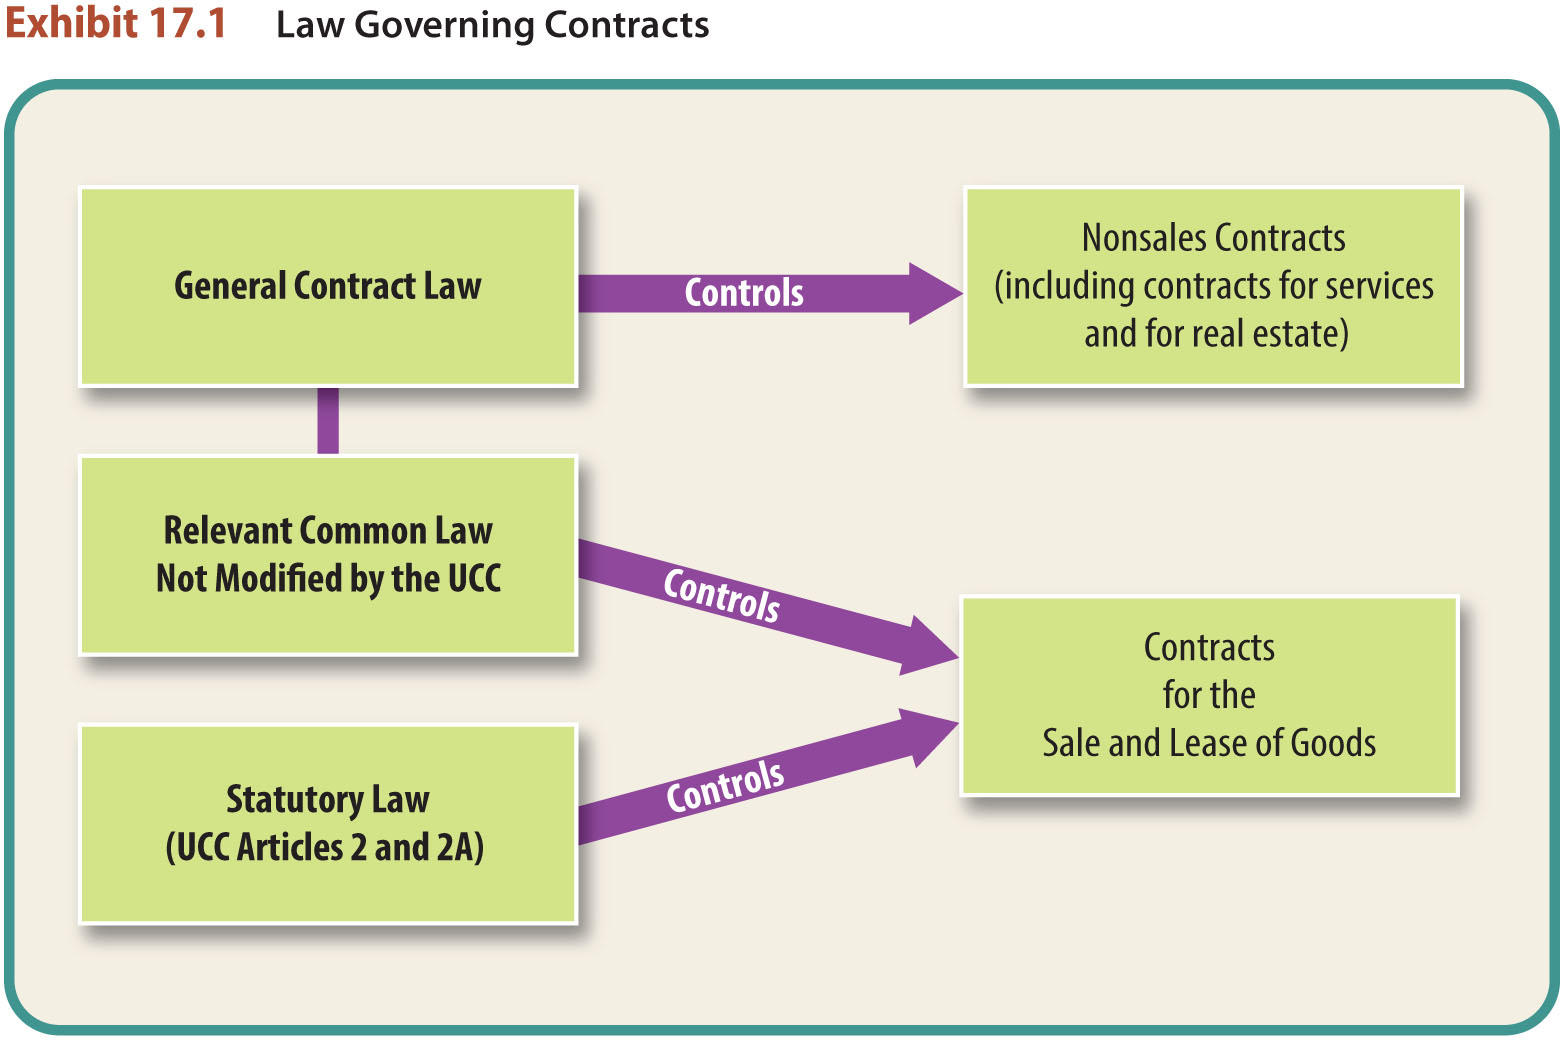 Exhibit 17.1 Law Governing Contracts
General Contract Law
Controls
Nonsales Contracts
(including contracts for services
and for real estate)
Relevant Common Law
Not Modified by the UCC
Controls
Statutory Law
(UCC Articles 2 and 2A)
Controls
Contracts
for the
Sale and Lease of Goods